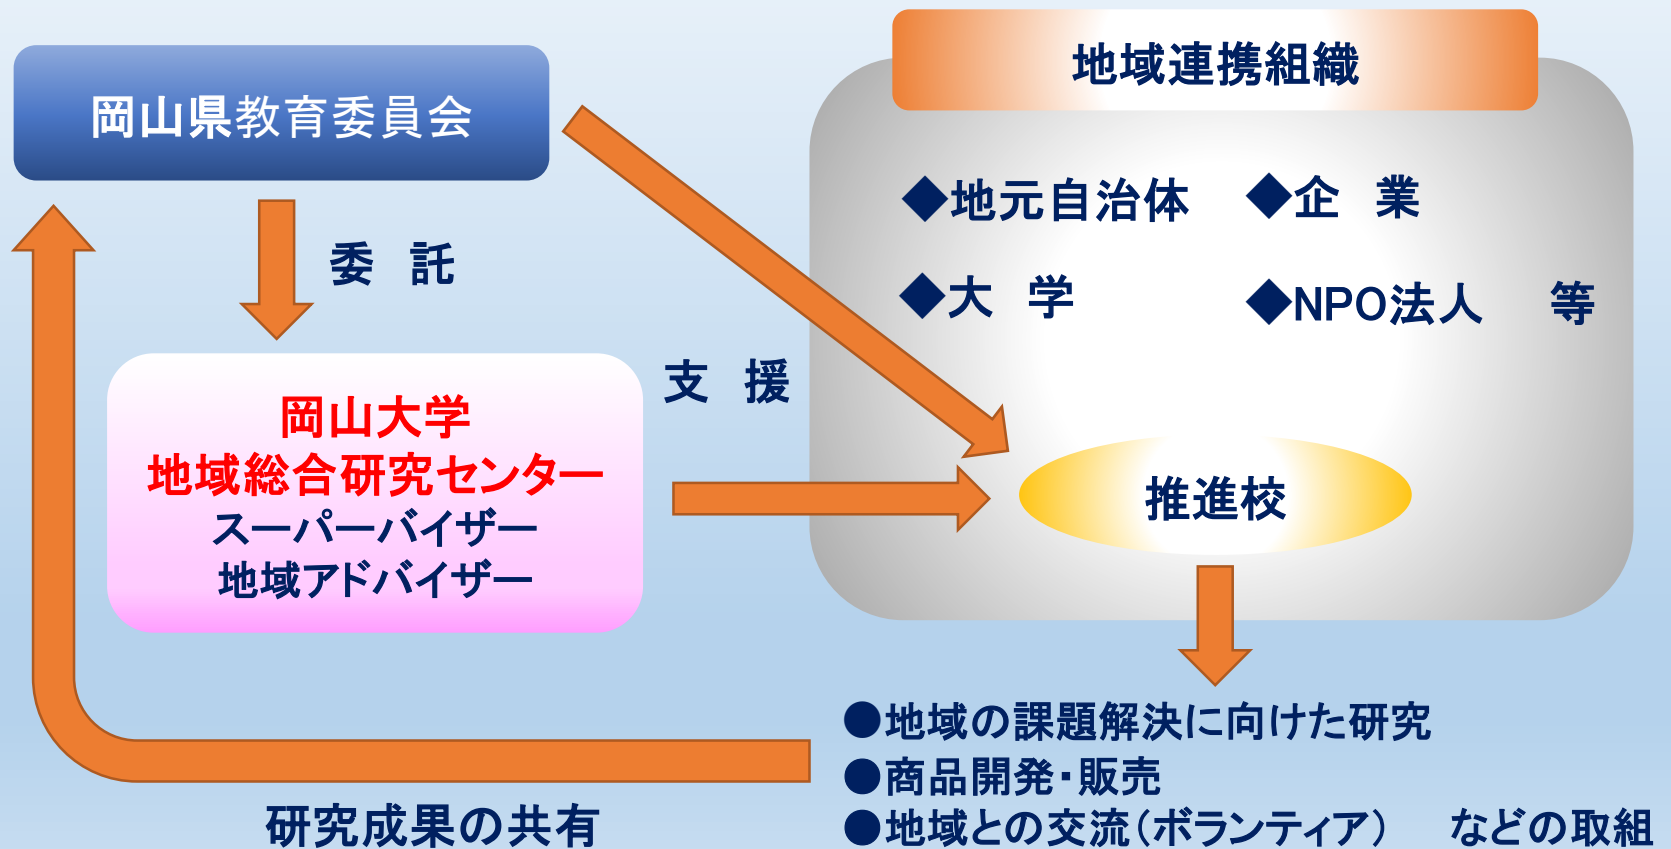 岡山県教育委員会
委　託
岡山大学
地域総合研究センター
スーパーバイザー
地域アドバイザー
支　援
地域連携組織
◆地元自治体　◆企　業
◆大　学　◆NPO法人　等
推進校
●地域の課題解決に向けた研究
●商品開発・販売
●地域との交流（ボランティア）　などの取組
研究成果の共有